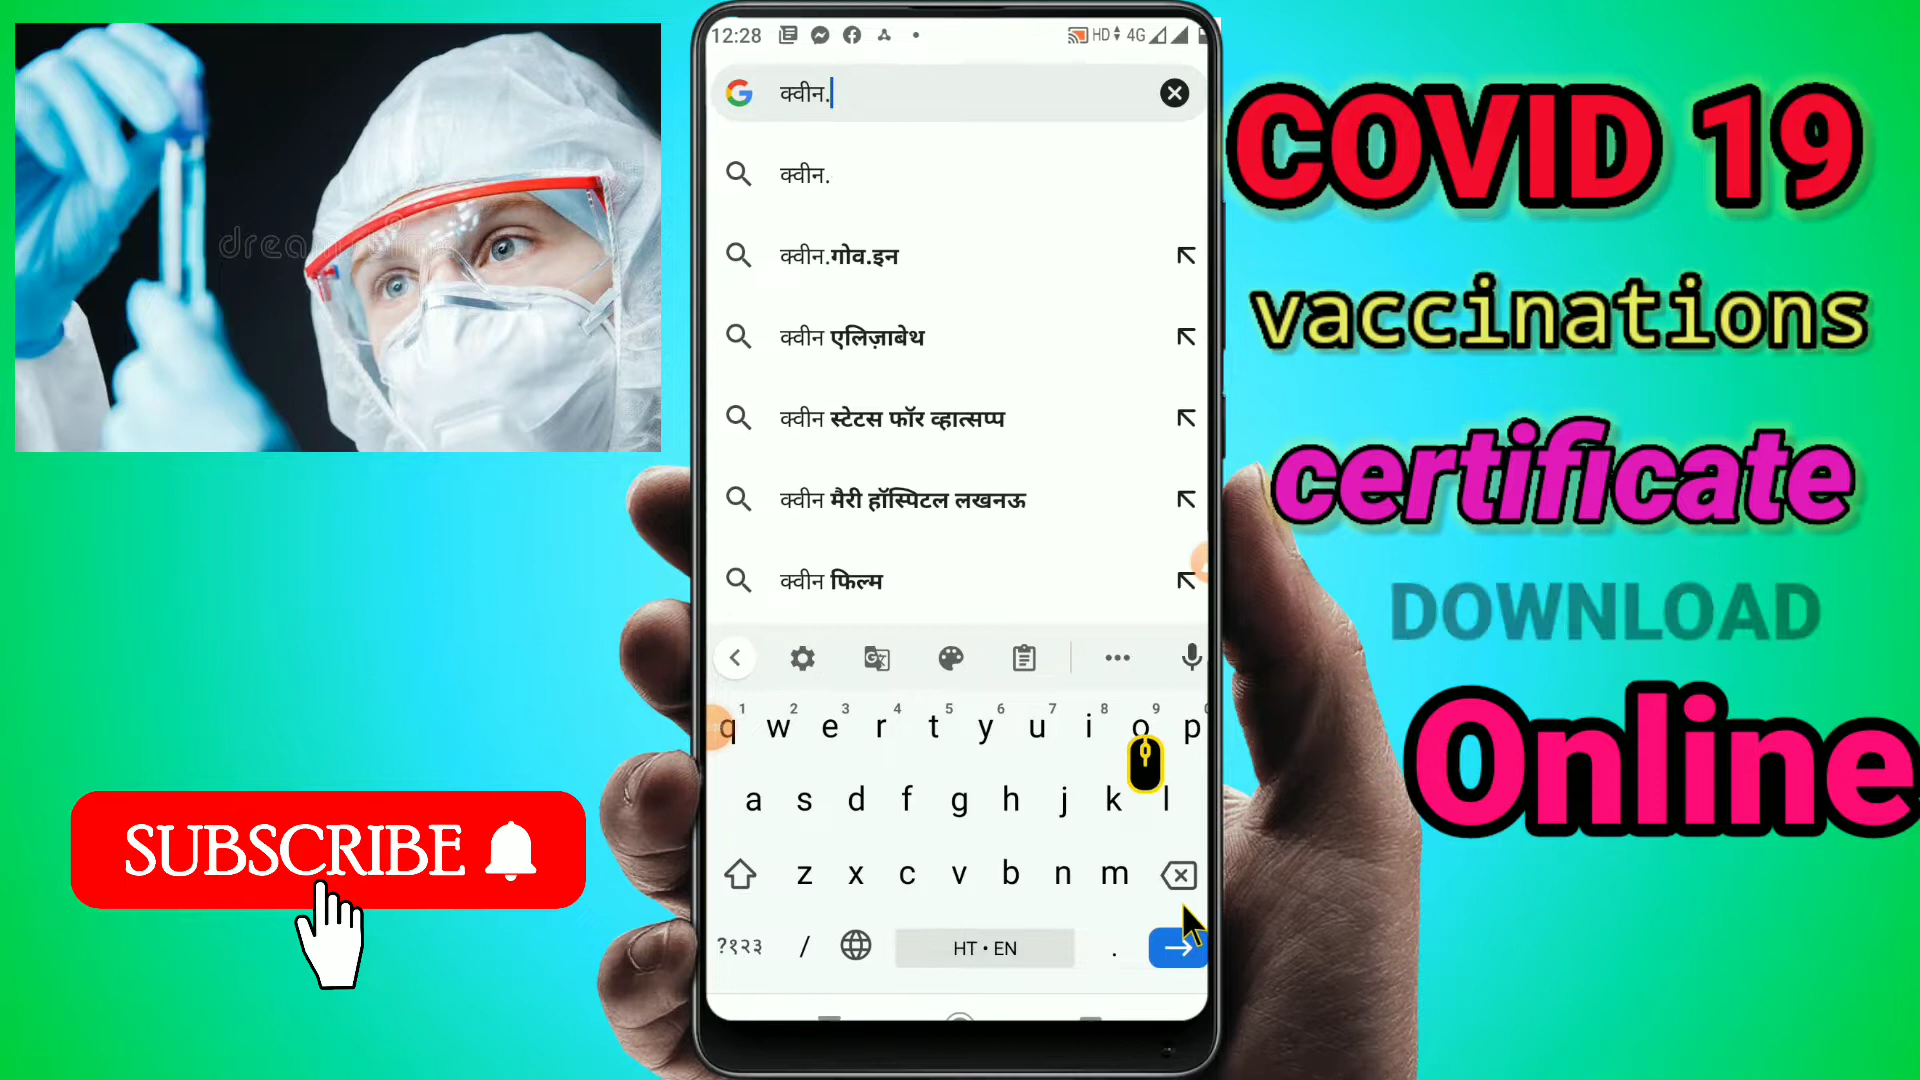 dreamstime
12:28
HD 4G
क्वीन.
क्वीन.
क्वीन.गोव.इन
क्वीन एलिज़ाबेथ
क्वीन स्टेटस फॉर व्हात्सप्प
क्वीन मैरी हॉस्पिटल लखनऊ
क्वीन फिल्म
1 2 3 4 5 6 7 8 9
q w e r t y u i o p
a s d f g h j k l
z x c v b n m
?१२३ / HT • EN .
COVID 19
vaccinations
certificate
DOWNLOAD
Online
SUBSCRIBE